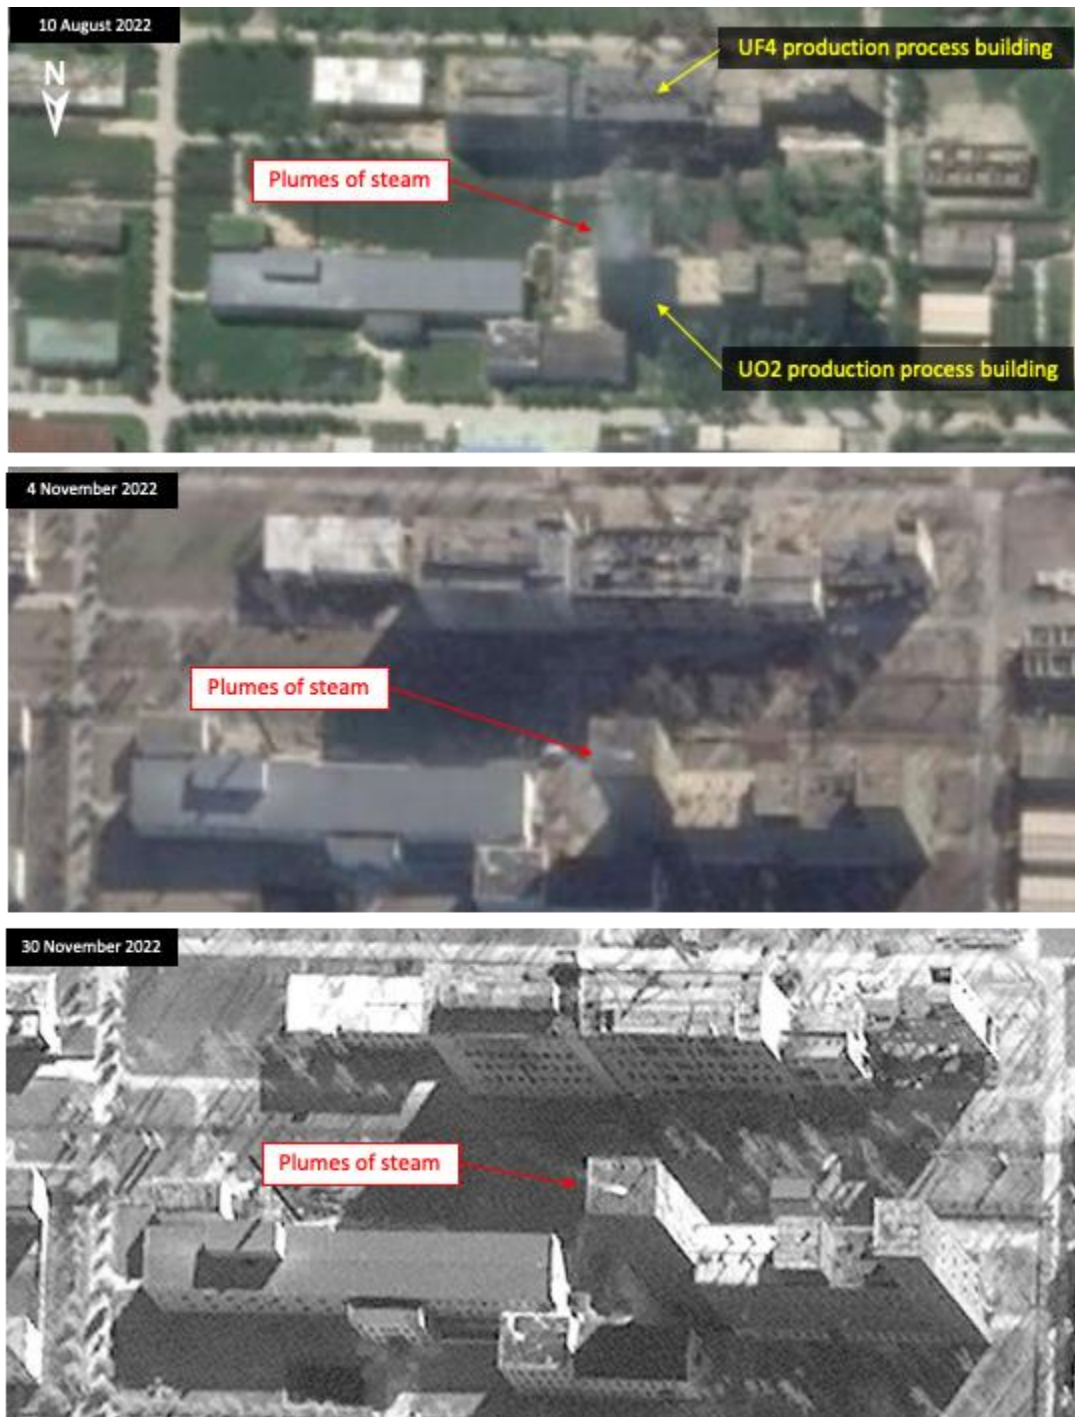 10 August 2022
N
UF4 production process building
Plumes of steam
UO2 production process building
4 November 2022
Plumes of steam
30 November 2022
Plumes of steam